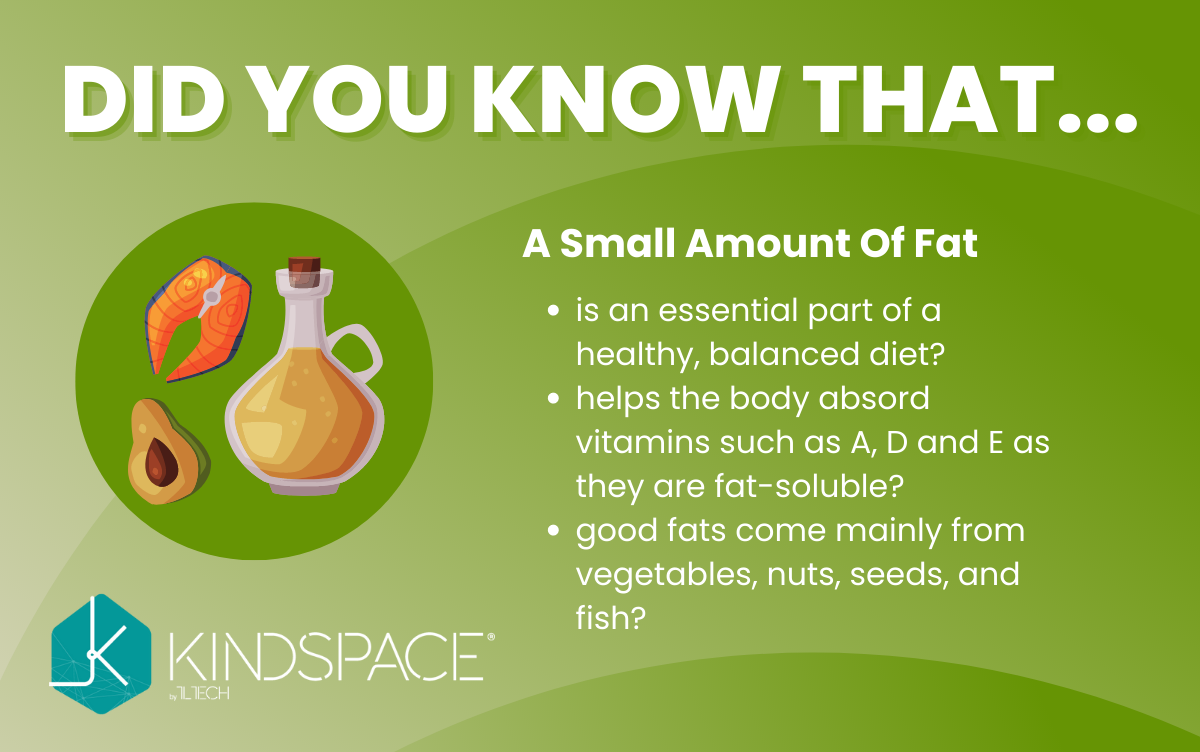 DID YOU KNOW THAT...
A Small Amount Of Fat
• is an essential part of a
healthy, balanced diet?
• helps the body absord
vitamins such as A, D and E as
they are fat-soluble?
• good fats come mainly from
vegetables, nuts, seeds, and
fish?
KINDSPACE®
by TLTECH